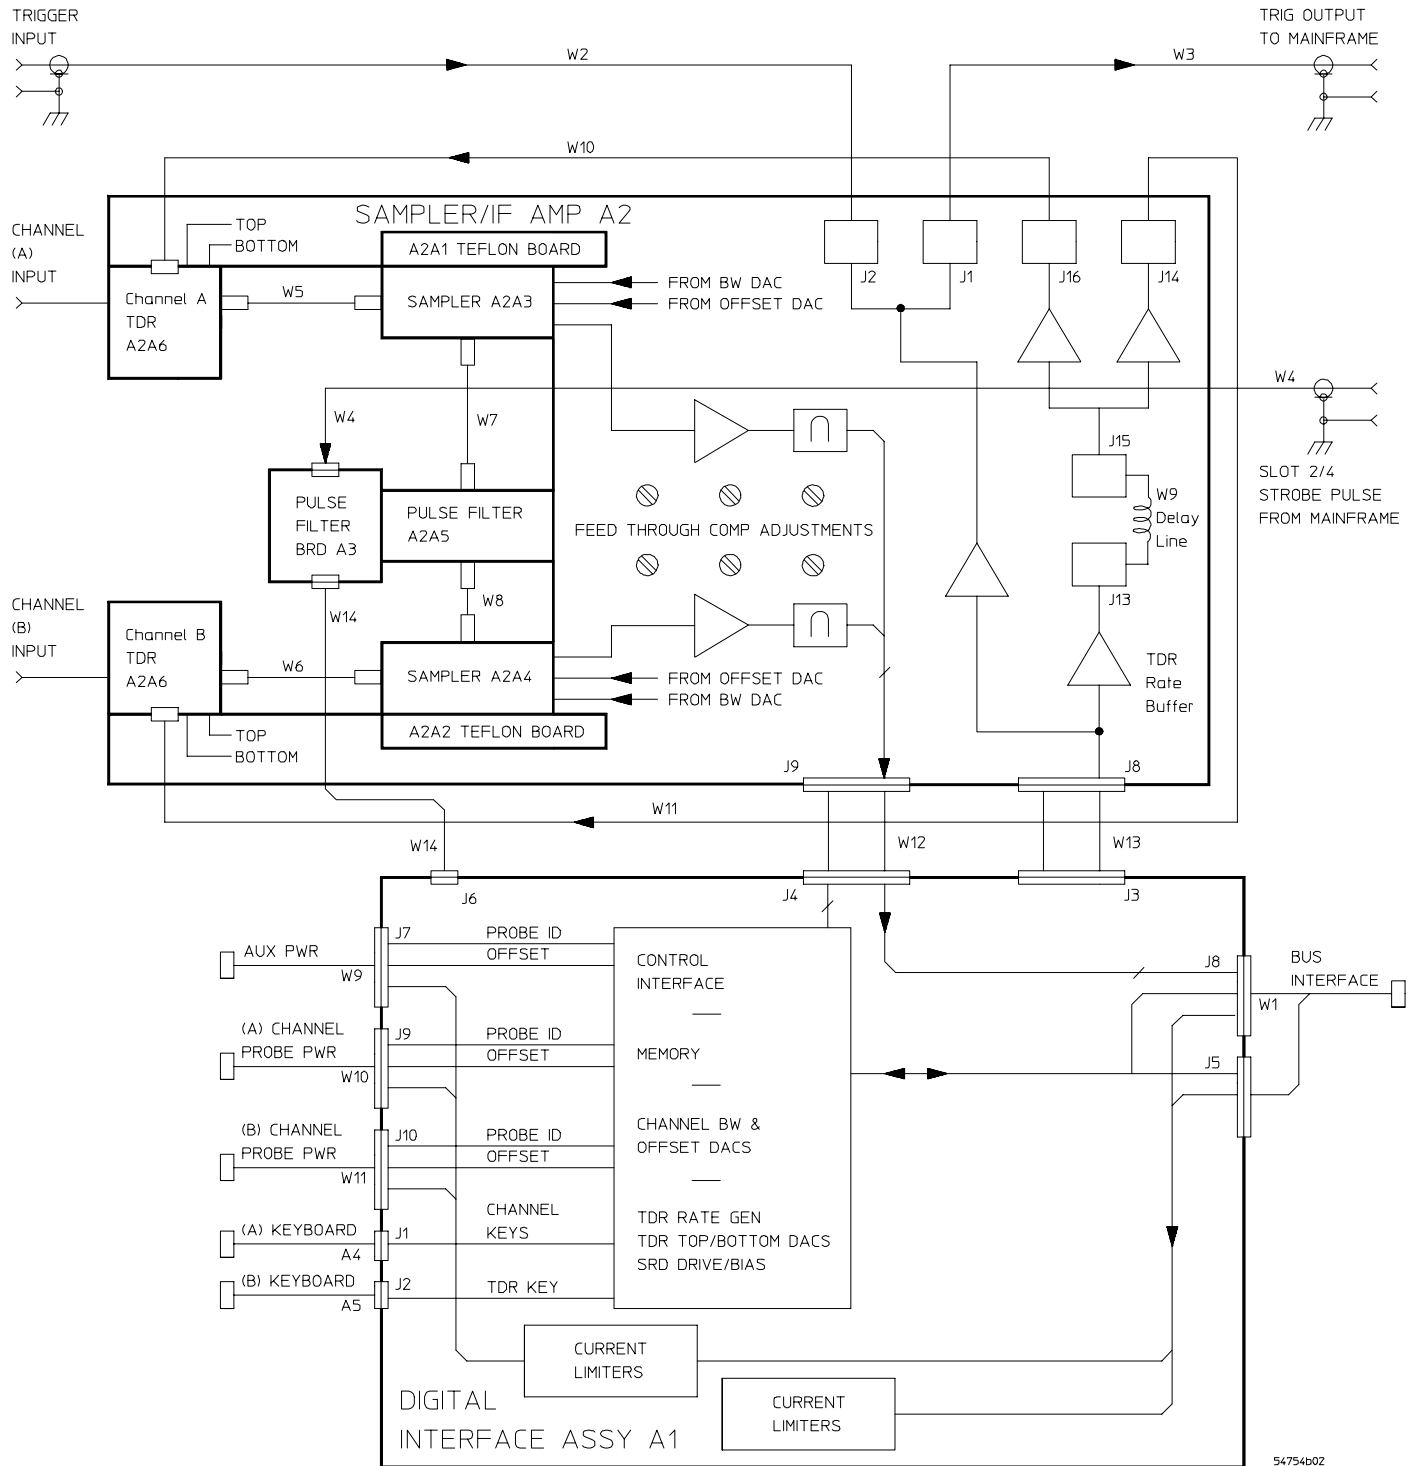 TRIGGER
INPUT
W2
W3
TRIG OUTPUT
TO MAINFRAME
W10
SAMPLER/IF AMP A2
CHANNEL
(A)
INPUT
TOP
BOTTOM
A2A1 TEFLON BOARD
Channel A
TDR
A2A6
W5
SAMPLER A2A3
FROM BW DAC
FROM OFFSET DAC
J2
J1
J16
J14
W4
W4
W7
SLOT 2/4
STROBE PULSE
FROM MAINFRAME
J15
W9
Delay
Line
J13
PULSE
FILTER
BRD A3
PULSE FILTER
A2A5
FEED THROUGH COMP ADJUSTMENTS
W14
W8
CHANNEL
(B)
INPUT
Channel B
TDR
A2A6
W6
SAMPLER A2A4
FROM OFFSET DAC
FROM BW DAC
TDR
Rate
Buffer
TOP
BOTTOM
A2A2 TEFLON BOARD
J9
J8
W11
W14
W12
W13
J6
J4
J3
AUX PWR
W9
J7
PROBE ID
OFFSET
(A) CHANNEL
PROBE PWR
W10
J9
PROBE ID
OFFSET
(B) CHANNEL
PROBE PWR
W11
J10
PROBE ID
OFFSET
(A) KEYBOARD
A4
J1
CHANNEL
KEYS
(B) KEYBOARD
A5
J2
TDR KEY
CONTROL
INTERFACE
MEMORY
CHANNEL BW &
OFFSET DACS
TDR RATE GEN
TDR TOP/BOTTOM DACS
SRD DRIVE/BIAS
J8
BUS
INTERFACE
W1
J5
CURRENT
LIMITERS
CURRENT
LIMITERS
DIGITAL
INTERFACE ASSY A1
54754b02